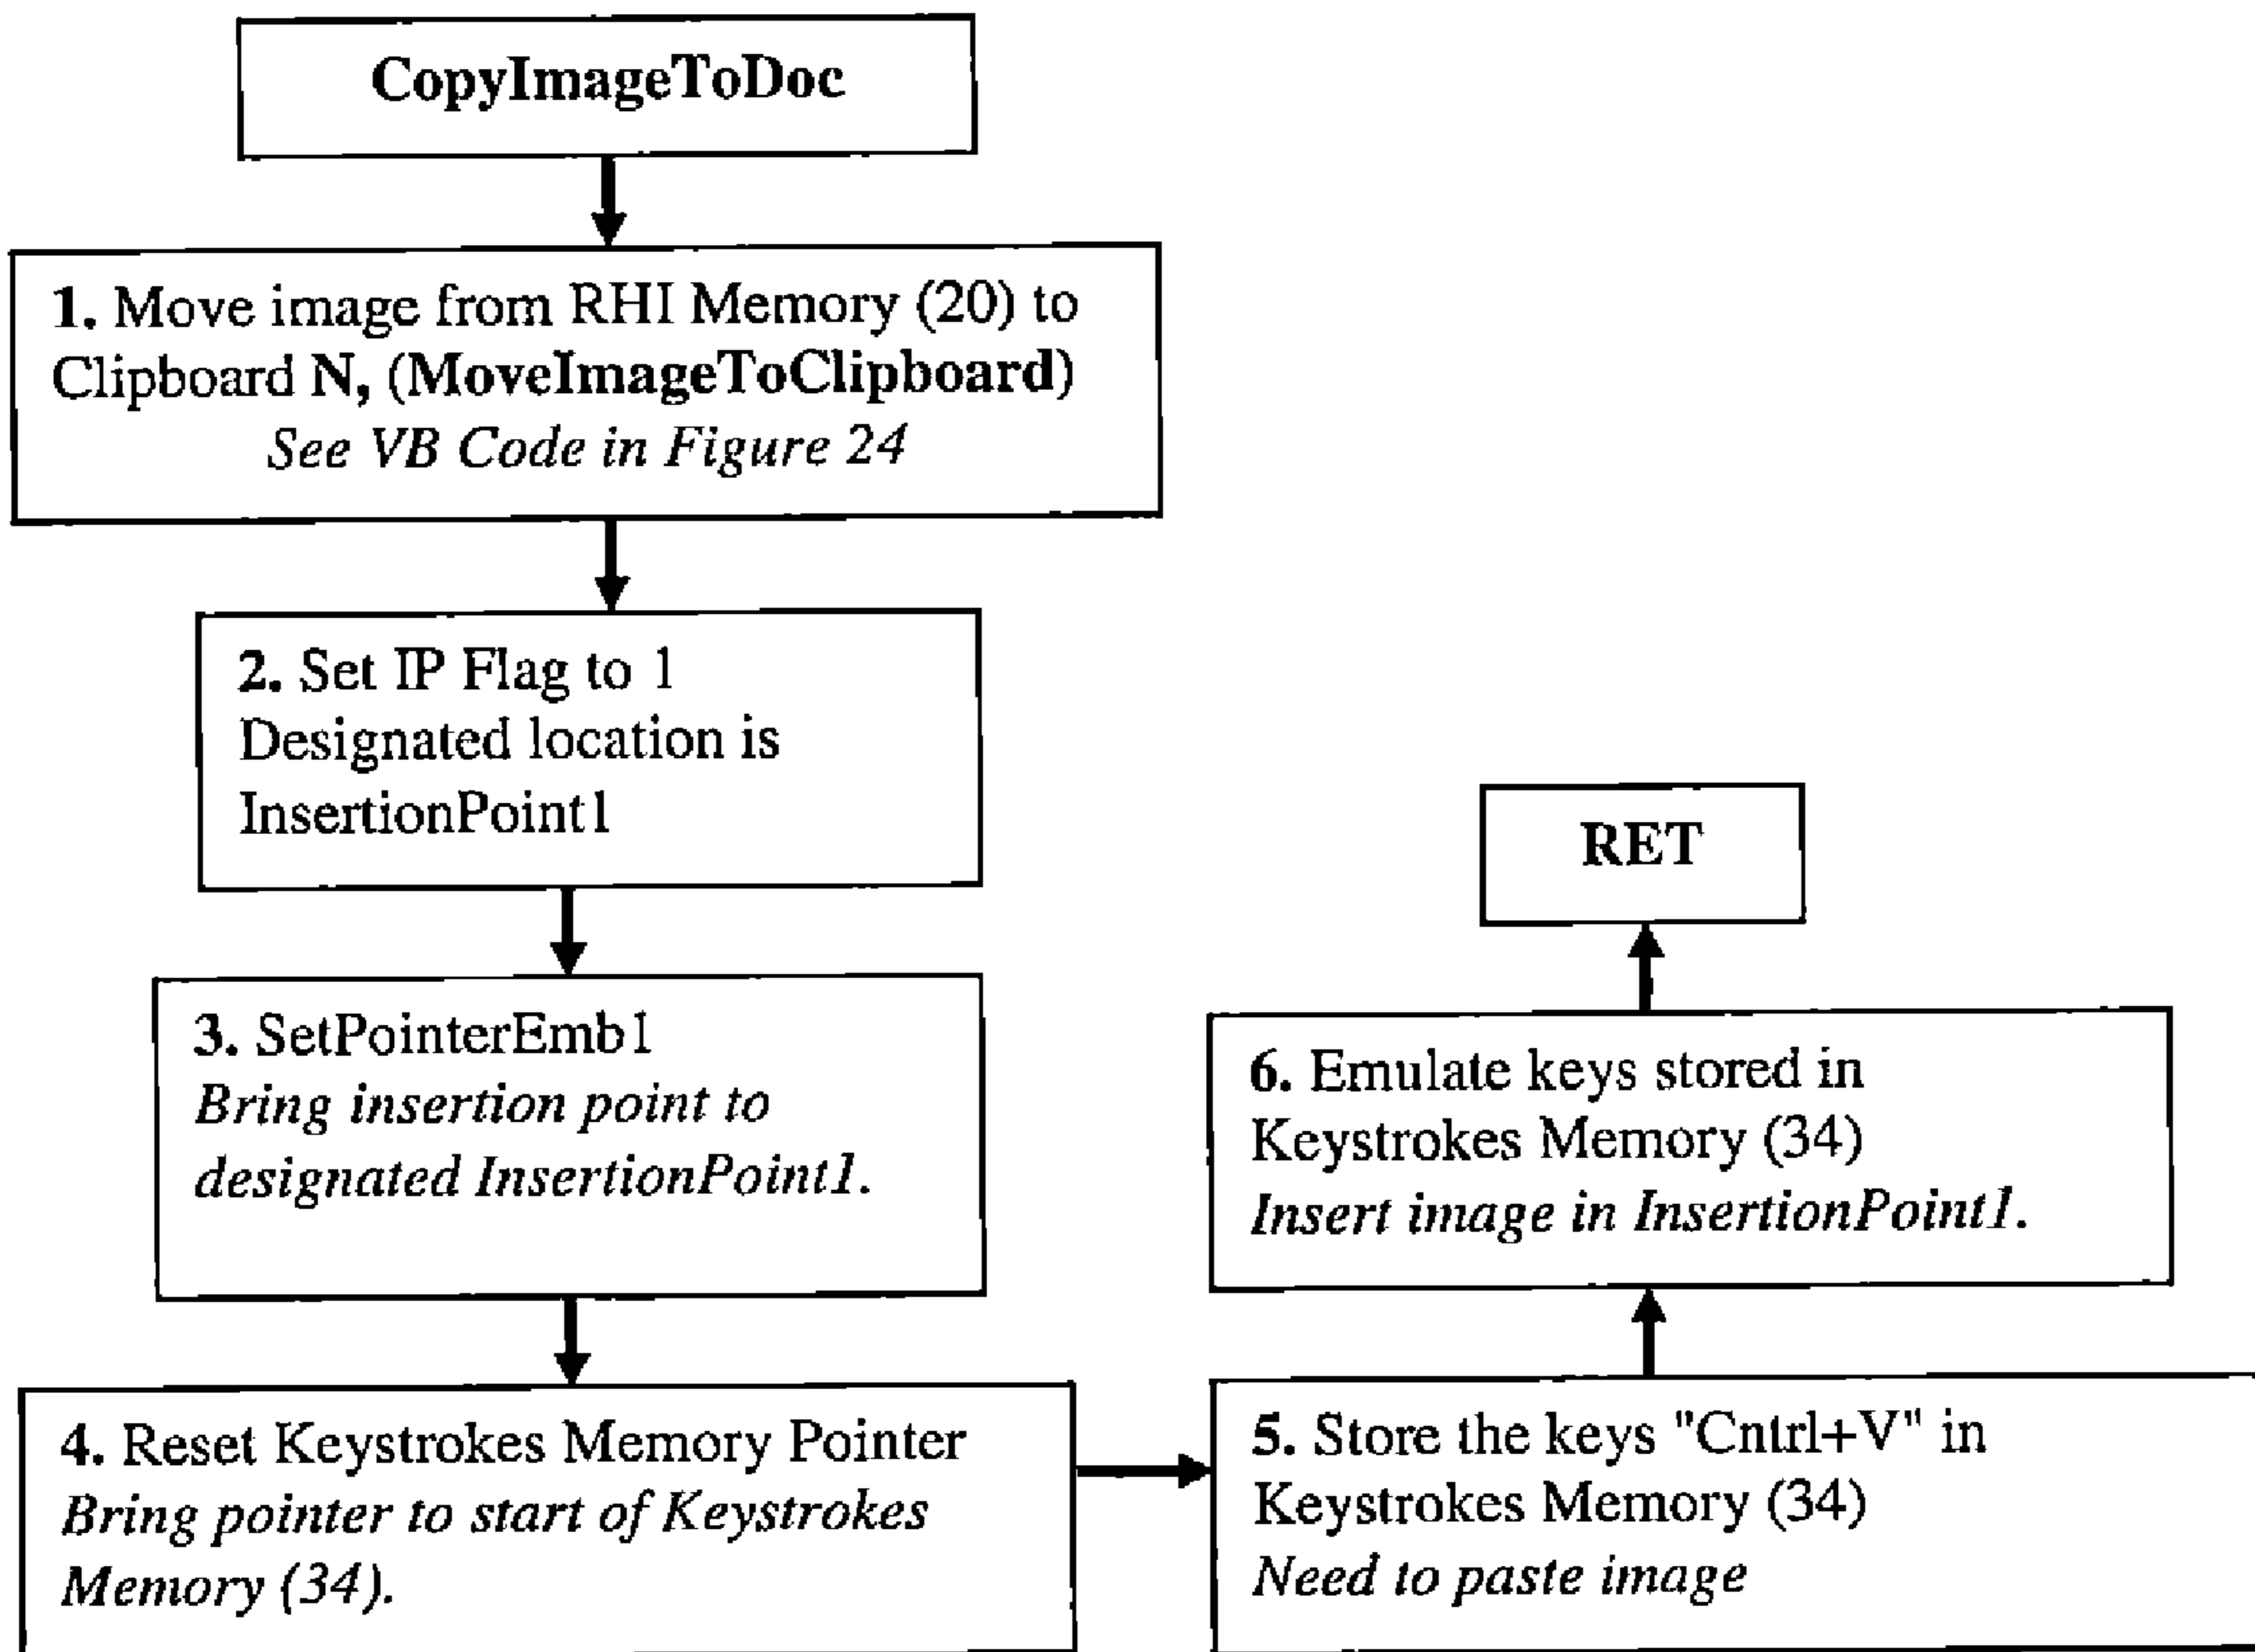 CopyImageToDoc
1. Move image from RHI Memory (20) to
Clipboard N, (MoveImageToClipboard)
See VB Code in Figure 24
2. Set IP Flag to 1
Designated location is
InsertionPoint1
3. SetPointerEmb1
Bring insertion point to
designated InsertionPoint1.
4. Reset Keystrokes Memory Pointer
Bring pointer to start of Keystrokes
Memory (34).
5. Store the keys "Cntrl+V" in
Keystrokes Memory (34)
Need to paste image
6. Emulate keys stored in
Keystrokes Memory (34)
Insert image in InsertionPoint1.
RET